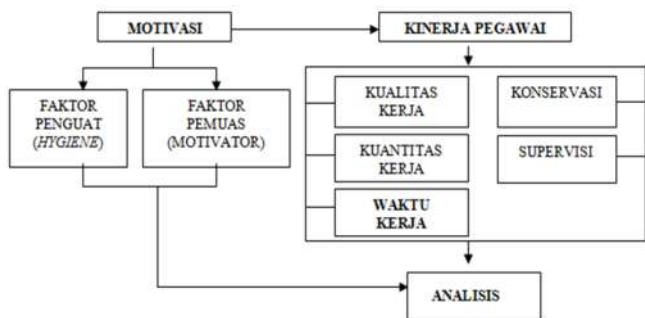 MOTIVASI
KINERJA PEGAWAI
FAKTOR
PENGUAT
(HYGIENE)
FAKTOR
PEMUAS
(MOTIVATOR)
KUALITAS
KERJA
KONSERVASI
KUANTITAS
KERJA
SUPERVISI
WAKTU
KERJA
ANALISIS